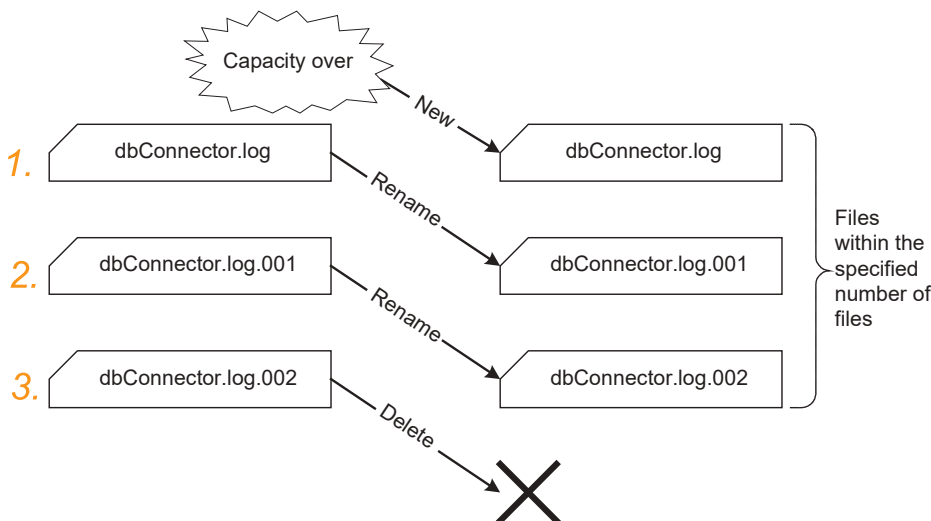 Capacity over
New
1.
dbConnector.log
dbConnector.log
Rename
2.
dbConnector.log.001
dbConnector.log.001
Rename
3.
dbConnector.log.002
dbConnector.log.002
Delete
Files
within the
specified
number of
files